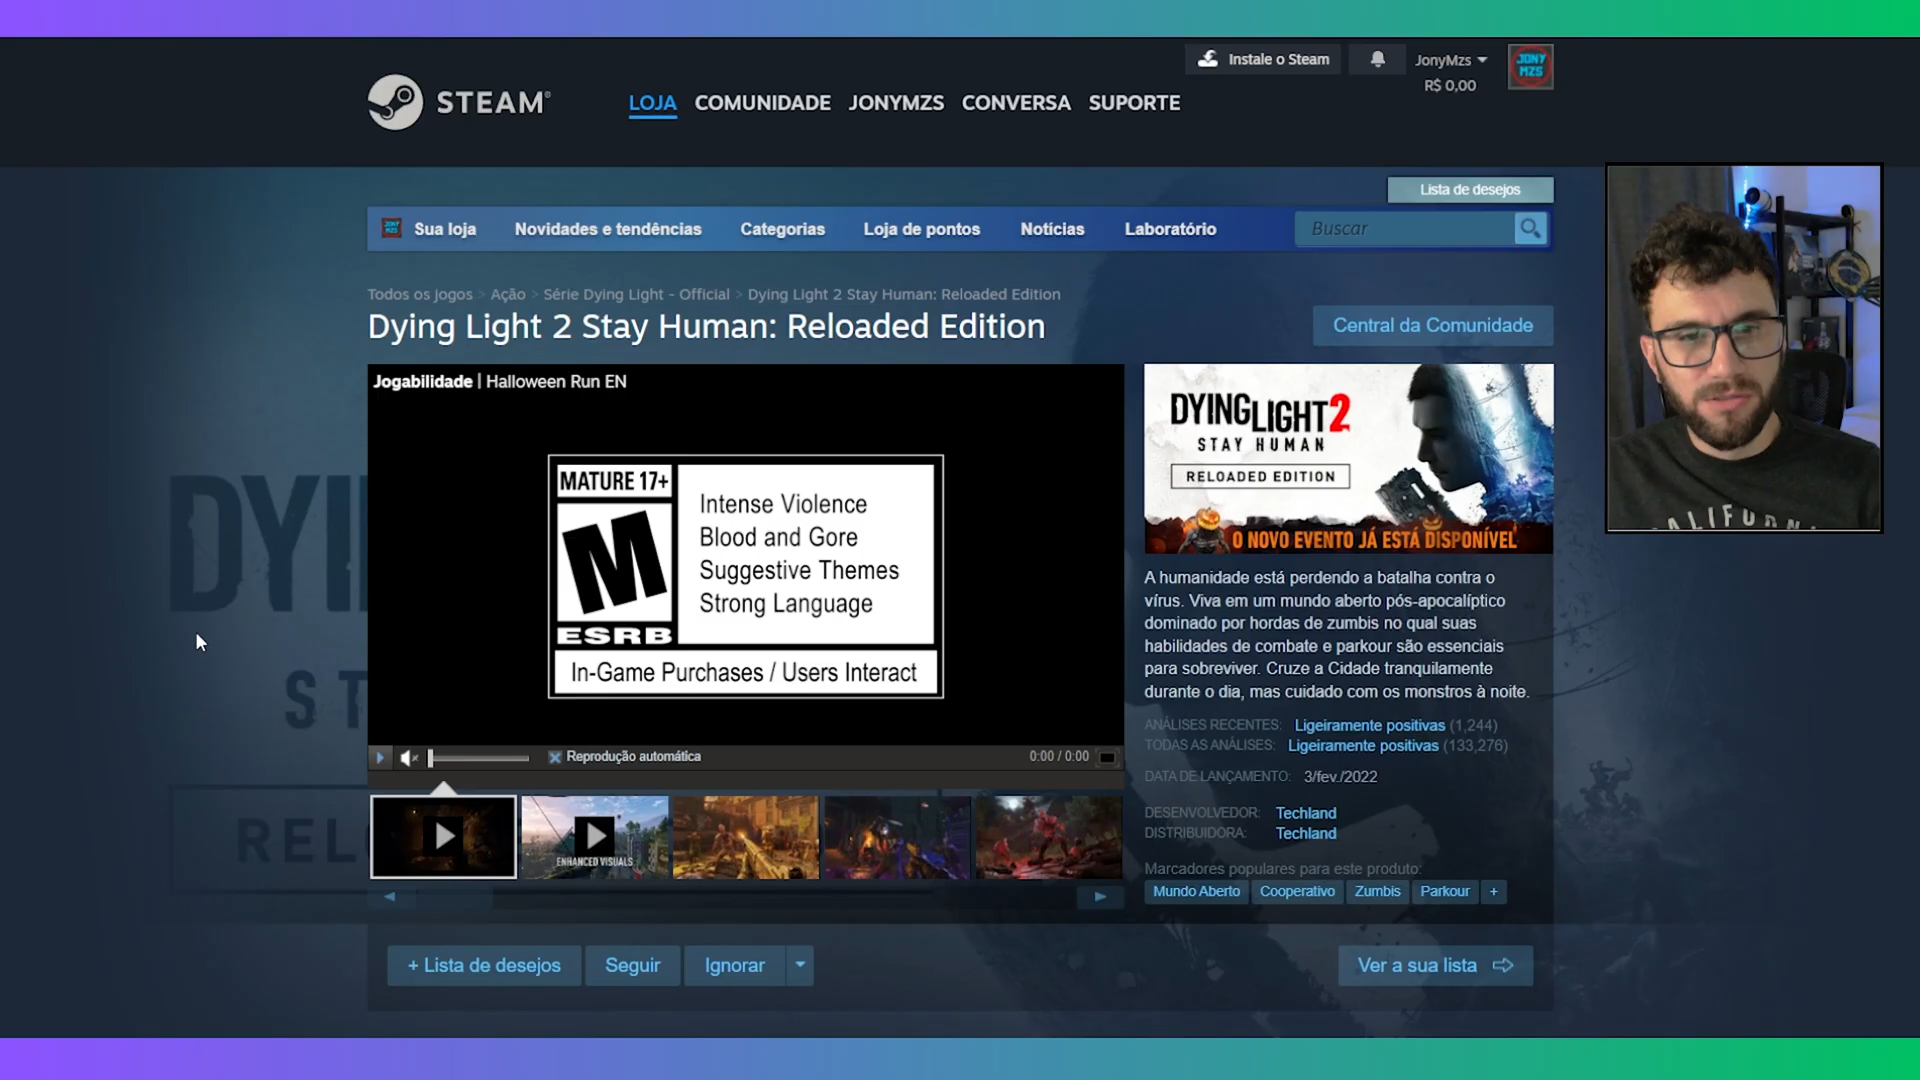 Instale o Steam
JonyMzs
R$ 0,00
JONY
MZS
STEAM®
LOJA COMUNIDADE JONYMZS CONVERSA SUPORTE
Lista de desejos
Sua loja Novidades e tendências Categorias Loja de pontos Notícias Laboratório Buscar
Todos os jogos > Ação > Série Dying Light - Official > Dying Light 2 Stay Human: Reloaded Edition
Dying Light 2 Stay Human: Reloaded Edition
Central da Comunidade
Jogabilidade | Halloween Run EN
MATURE 17+
M
ESRB
Intense Violence
Blood and Gore
Suggestive Themes
Strong Language
In-Game Purchases / Users Interact
Reprodução automática
0:00 / 0:00
ENHANCED VISUALS
DYING LIGHT 2
STAY HUMAN
RELOADED EDITION
O NOVO EVENTO JÁ ESTÁ DISPONÍVEL
A humanidade está perdendo a batalha contra o
vírus. Viva em um mundo aberto pós-apocalíptico
dominado por hordas de zumbis no qual suas
habilidades de combate e parkour são essenciais
para sobreviver. Cruze a Cidade tranquilamente
durante o dia, mas cuidado com os monstros à noite.
ANÁLISES RECENTES: Ligeiramente positivas (1,244)
TODAS AS ANÁLISES: Ligeiramente positivas (133,276)
DATA DE LANÇAMENTO: 3/fev./2022
DESENVOLVEDOR: Techland
DISTRIBUIDORA: Techland
Marcadores populares para este produto:
Mundo Aberto Cooperativo Zumbis Parkour +
+ Lista de desejos Seguir Ignorar
Ver a sua lista
DYI
ST
REL